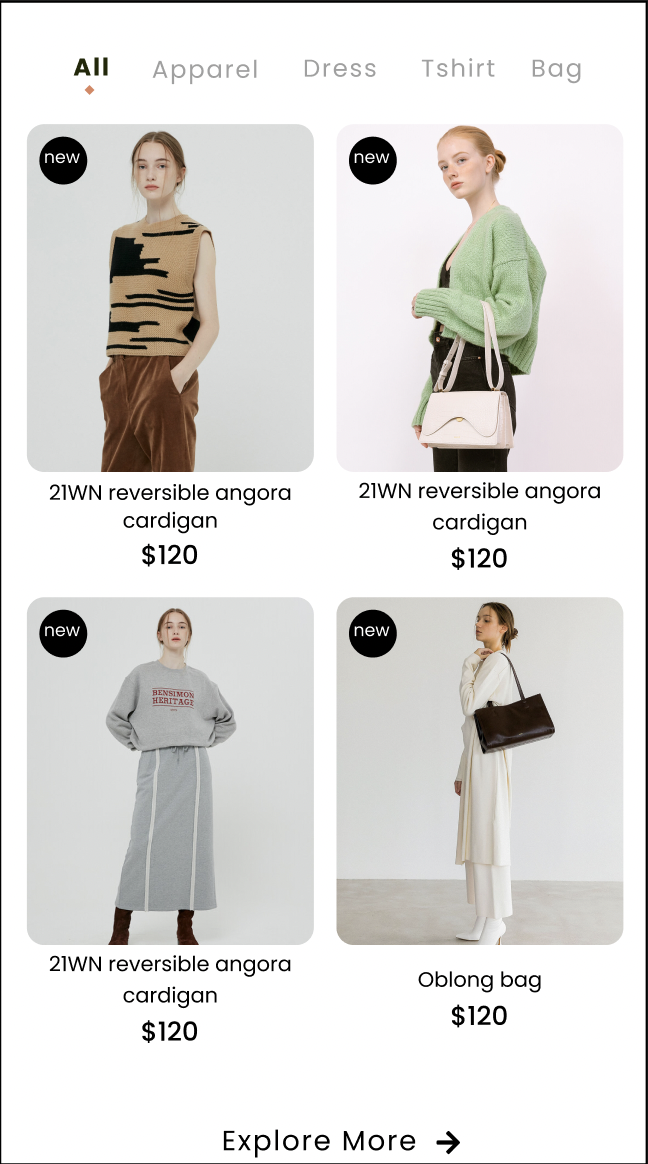 All Apparel Dress Tshirt Bag
new
new
21WN reversible angora
cardigan
$120
21WN reversible angora
cardigan
$120
new
new
BENSIMON
HERITAGE
21WN reversible angora
cardigan
$120
Oblong bag
$120
Explore More →